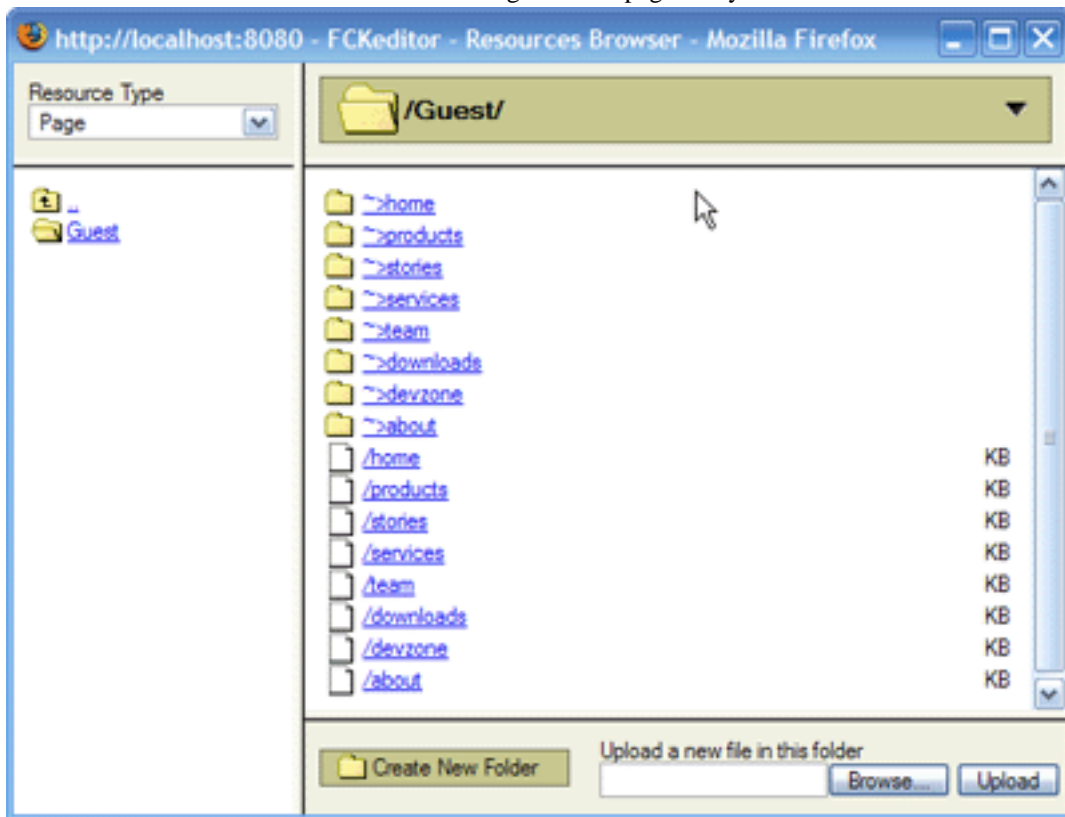 http://localhost:8080 - FCKeditor - Resources Browser - Mozilla Firefox
Resource Type
Page
/Guest/
..
Guest
~>home
~>products
~>stories
~>services
~>team
~>downloads
~>devzone
~>about
/home KB
/products KB
/stories KB
/services KB
/team KB
/downloads KB
/devzone KB
/about KB
Create New Folder
Upload a new file in this folder
Browse... Upload